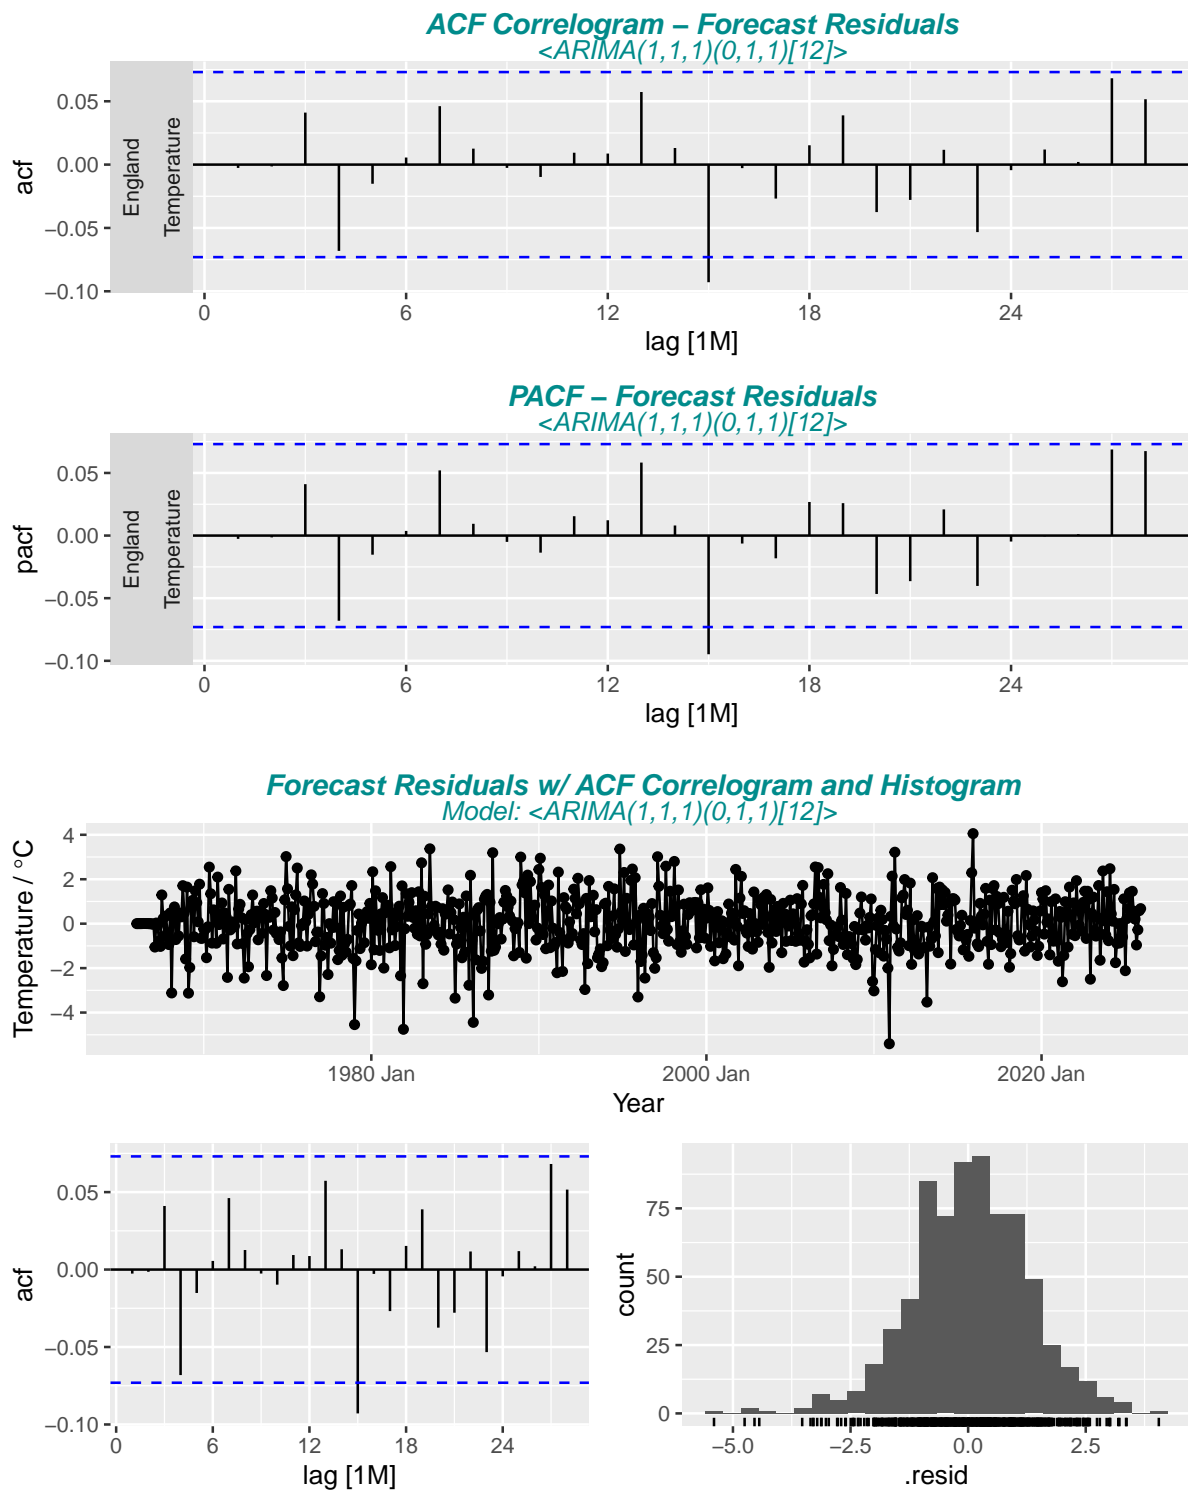 ACF Correlogram – Forecast Residuals
<ARIMA(1,1,1)(0,1,1)[12]>
0.05
0.00
−0.05
−0.10
acf
England
Temperature
0 6 12 18 24
lag [1M]
PACF – Forecast Residuals
<ARIMA(1,1,1)(0,1,1)[12]>
0.05
0.00
−0.05
−0.10
pacf
England
Temperature
0 6 12 18 24
lag [1M]
Forecast Residuals w/ ACF Correlogram and Histogram
Model: <ARIMA(1,1,1)(0,1,1)[12]>
4
2
0
−2
−4
Temperature / °C
1980 Jan 2000 Jan 2020 Jan
Year
0.05
0.00
−0.05
−0.10
acf
0 6 12 18 24
lag [1M]
75
50
25
0
count
−5.0 −2.5 0.0 2.5
.resid